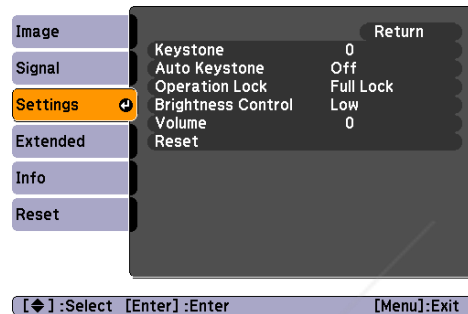 Image
Signal
Settings
Extended
Info
Reset
Return
Keystone 0
Auto Keystone Off
Operation Lock Full Lock
Brightness Control Low
Volume 0
Reset
[◆] :Select [Enter] :Enter [Menu]:Exit